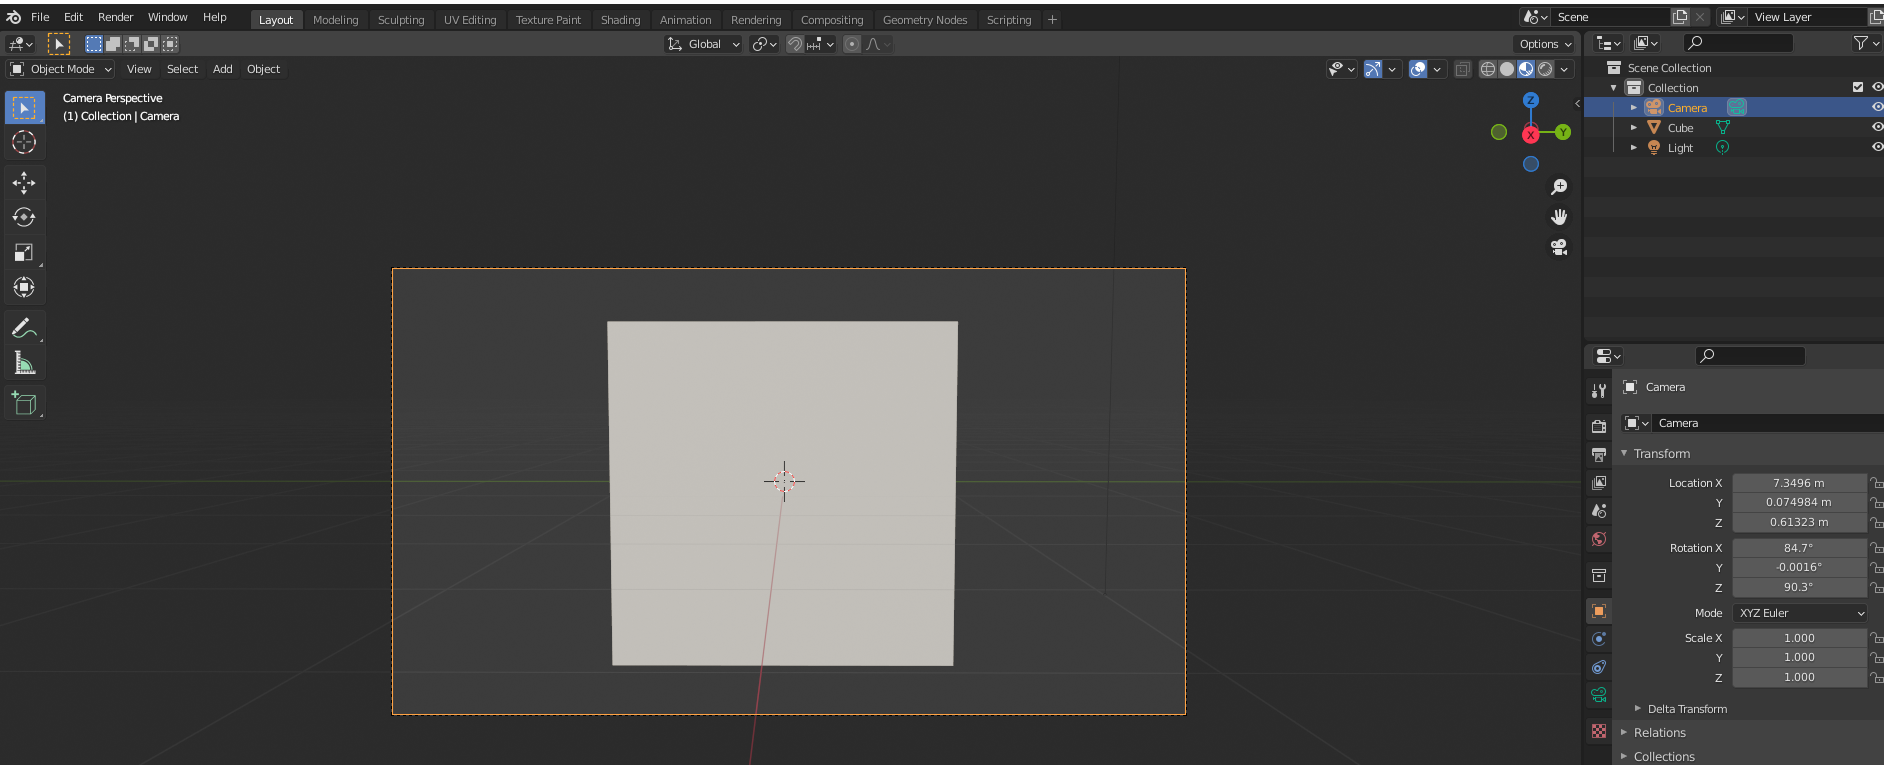 File Edit Render Window Help Layout Modeling Sculpting UV Editing Texture Paint Shading Animation Rendering Compositing Geometry Nodes Scripting + Scene View Layer
Global Options
Object Mode View Select Add Object
Camera Perspective
(1) Collection | Camera
Z
Y
X
Scene Collection
Collection
Camera
Cube
Light
Camera
Camera
Transform
Location X 7.3496 m
Y 0.074984 m
Z 0.61323 m
Rotation X 84.7°
Y -0.0016°
Z 90.3°
Mode XYZ Euler
Scale X 1.000
Y 1.000
Z 1.000
Delta Transform
Relations
Collections